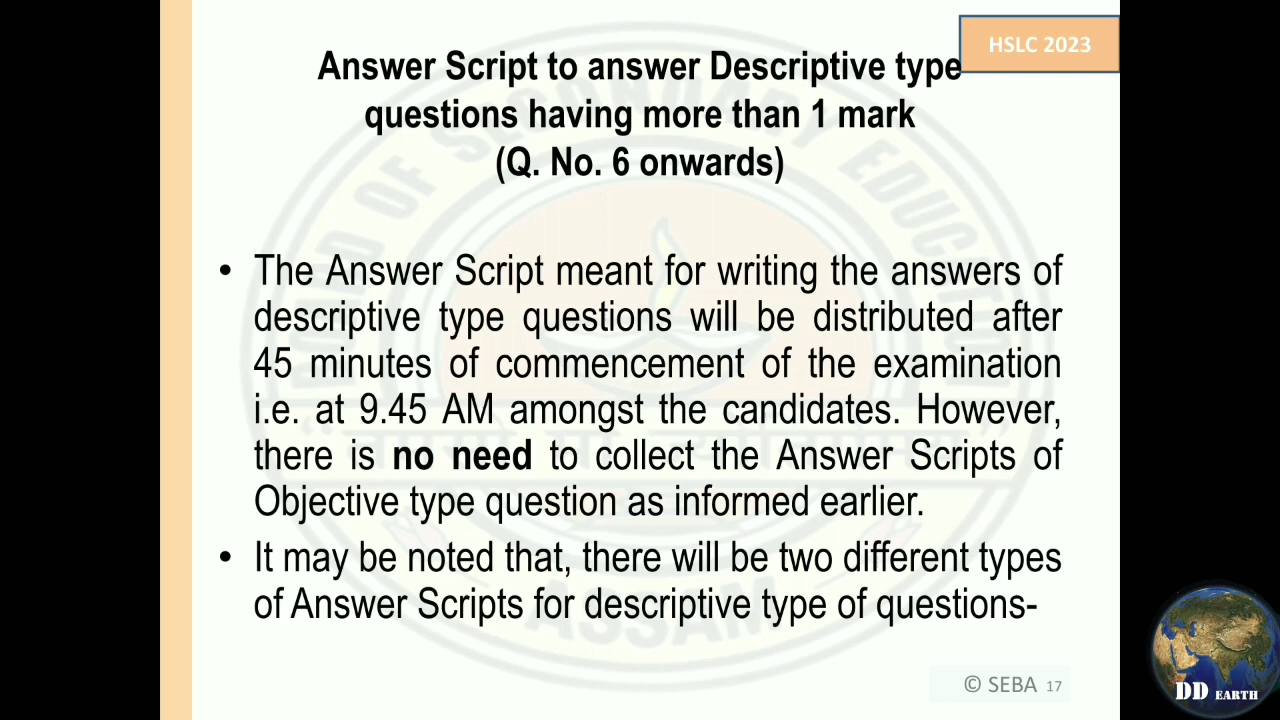 HSLC 2023
Answer Script to answer Descriptive type
questions having more than 1 mark
(Q. No. 6 onwards)
• The Answer Script meant for writing the answers of
descriptive type questions will be distributed after
45 minutes of commencement of the examination
i.e. at 9.45 AM amongst the candidates. However,
there is no need to collect the Answer Scripts of
Objective type question as informed earlier.
• It may be noted that, there will be two different types
of Answer Scripts for descriptive type of questions-
ASSAM
© SEBA 17
DD EARTH